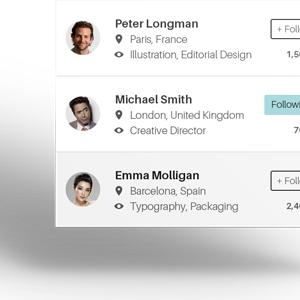 Peter Longman
+ Foll
Paris, France
Illustration, Editorial Design
1,5
Michael Smith
Followi
London, United Kingdom
Creative Director
7
Emma Molligan
+ Foll
Barcelona, Spain
Typography, Packaging
2,4